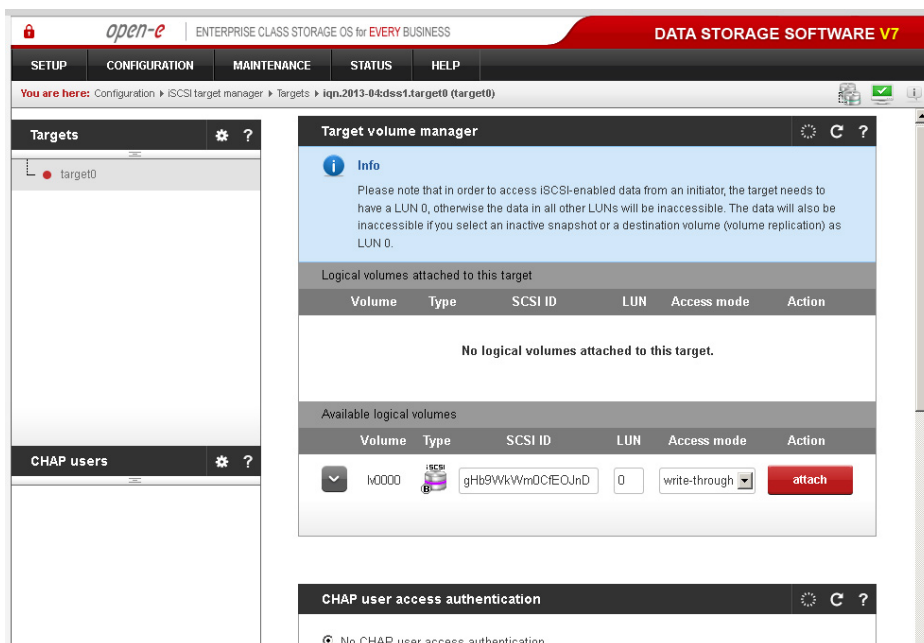 open-e ENTERPRISE CLASS STORAGE OS for EVERY BUSINESS DATA STORAGE SOFTWARE V7
SETUP CONFIGURATION MAINTENANCE STATUS HELP
You are here: Configuration iSCSI target manager Targets iqn.2013-04:dss1.target0 (target0)
Targets ?
target0
CHAP users ?
Target volume manager ?
Info
Please note that in order to access iSCSI-enabled data from an initiator, the target needs to
have a LUN 0, otherwise the data in all other LUNs will be inaccessible. The data will also be
inaccessible if you select an inactive snapshot or a destination volume (volume replication) as
LUN 0.
Logical volumes attached to this target
Volume Type SCSI ID LUN Access mode Action
No logical volumes attached to this target.
Available logical volumes
Volume Type SCSI ID LUN Access mode Action
lv0000 iSCSI B gHb9WkWm0CfEOJnD 0 write-through attach
CHAP user access authentication ?
No CHAP user access authentication